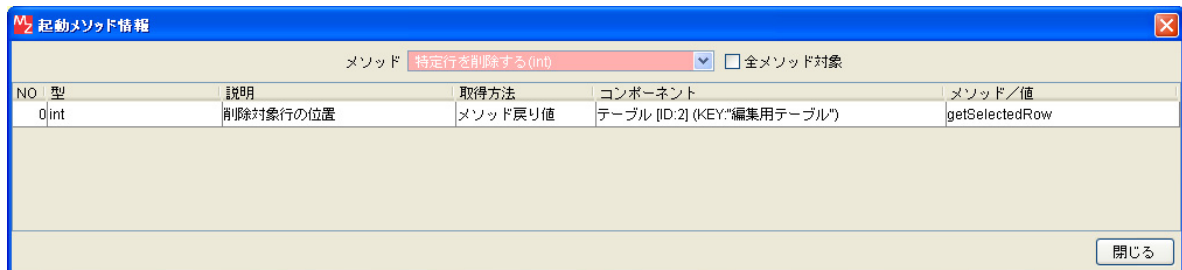 MZ 起動メソッド情報
メソッド 特定行を削除する(int) 全メソッド対象
NO 型 説明 取得方法 コンポーネント メソッド／値
0 int 削除対象行の位置 メソッド戻り値 テーブル [ID:2] (KEY:"編集用テーブル") getSelectedRow
閉じる